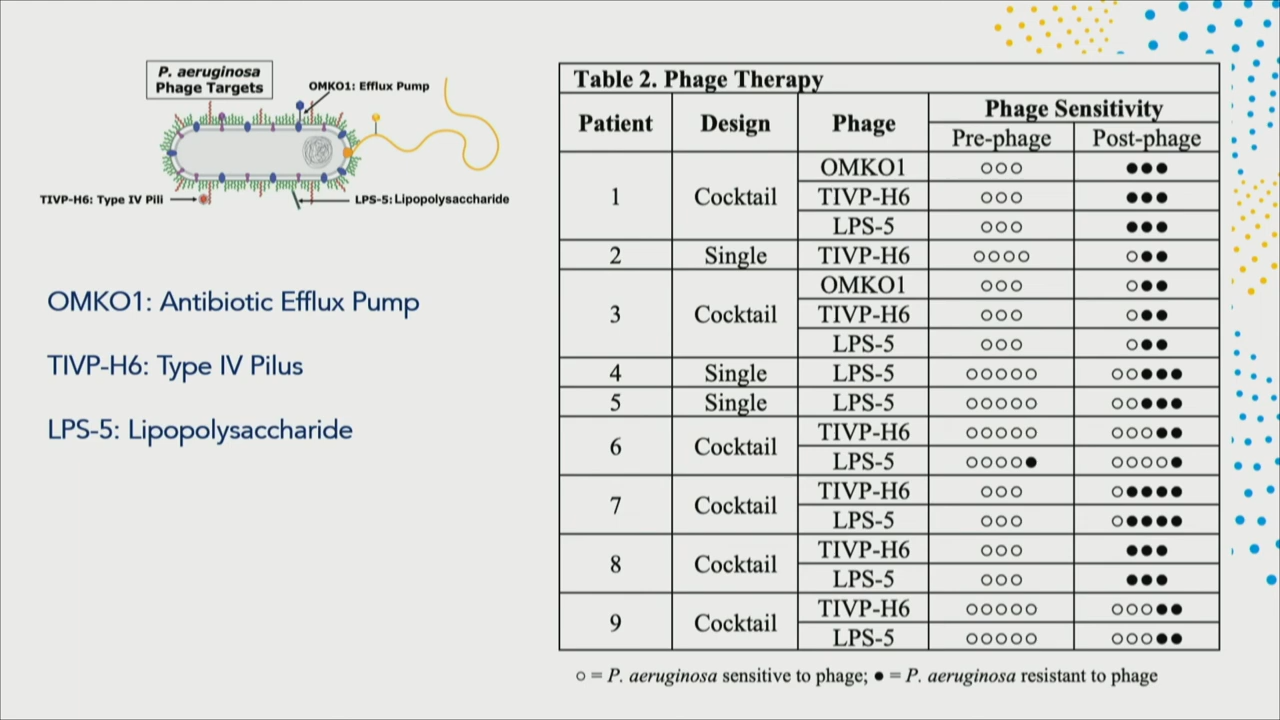 P. aeruginosa
Phage Targets
OMKO1: Efflux Pump
TIVP-H6: Type IV Pili
LPS-5: Lipopolysaccharide
OMKO1: Antibiotic Efflux Pump
TIVP-H6: Type IV Pilus
LPS-5: Lipopolysaccharide
Table 2. Phage Therapy
Patient Design Phage Phage Sensitivity
Pre-phage Post-phage
1 Cocktail OMKO1 ○○○ ●●●
TIVP-H6 ○○○ ●●●
LPS-5 ○○○ ●●●
2 Single TIVP-H6 ○○○○ ○●●
3 Cocktail OMKO1 ○○○ ○●●
TIVP-H6 ○○○ ○●●
LPS-5 ○○○ ○●●
4 Single LPS-5 ○○○○○ ○○●●●
5 Single LPS-5 ○○○○○ ○○●●●
6 Cocktail TIVP-H6 ○○○○○ ○○○●●
LPS-5 ○○○○● ○○○○●
7 Cocktail TIVP-H6 ○○○ ○●●●●
LPS-5 ○○○ ○●●●●
8 Cocktail TIVP-H6 ○○○ ●●●
LPS-5 ○○○ ●●●
9 Cocktail TIVP-H6 ○○○○○ ○○○●●
LPS-5 ○○○○○ ○○○●●
○ = P. aeruginosa sensitive to phage; ● = P. aeruginosa resistant to phage